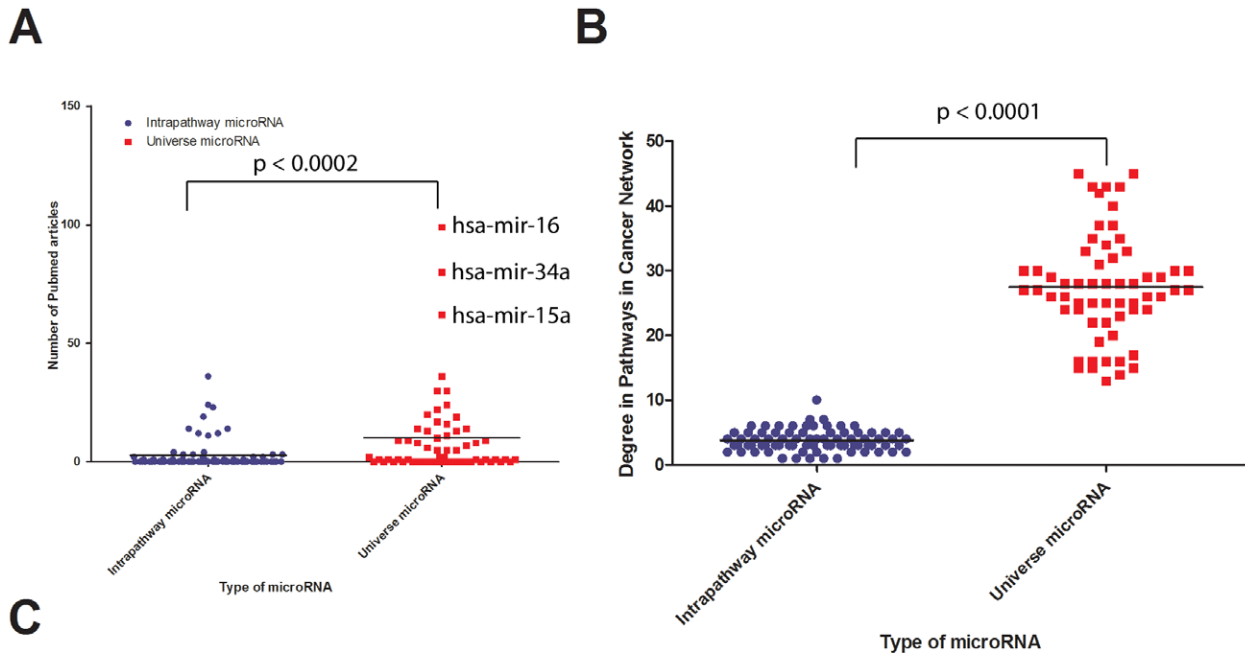 A
150
100
50
0
Number of Pubmed articles
Intrapathway microRNA
Universe microRNA
p < 0.0002
hsa-mir-16
hsa-mir-34a
hsa-mir-15a
Intrapathway microRNA
Universe microRNA
Type of microRNA
B
p < 0.0001
50
40
30
20
10
0
Degree in Pathways in Cancer Network
Intrapathway microRNA
Universe microRNA
Type of microRNA
C